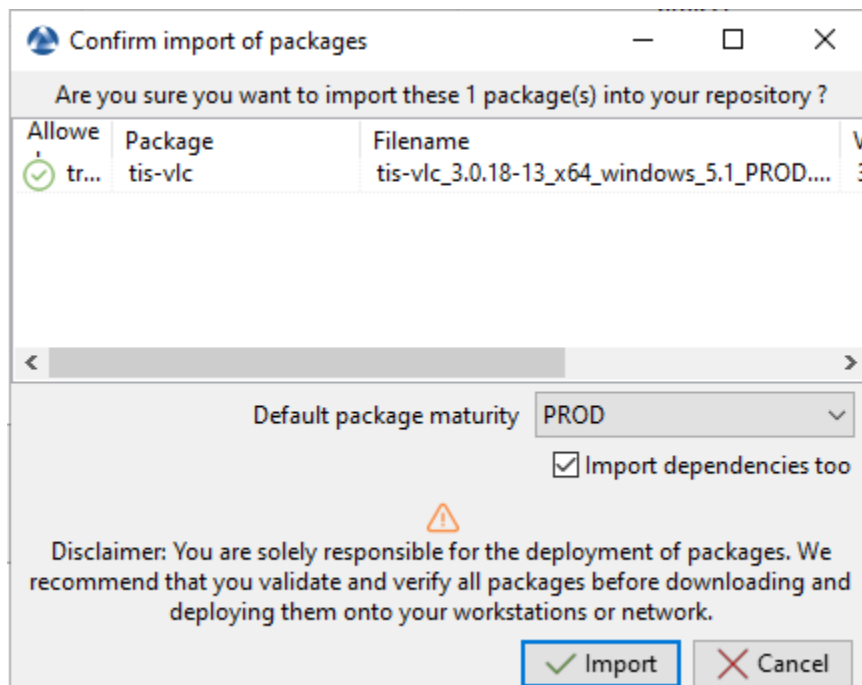 Confirm import of packages
Are you sure you want to import these 1 package(s) into your repository ?
Allowe Package Filename
tr... tis-vlc tis-vlc_3.0.18-13_x64_windows_5.1_PROD....
Default package maturity PROD
Import dependencies too
Disclaimer: You are solely responsible for the deployment of packages. We
recommend that you validate and verify all packages before downloading and
deploying them onto your workstations or network.
Import Cancel